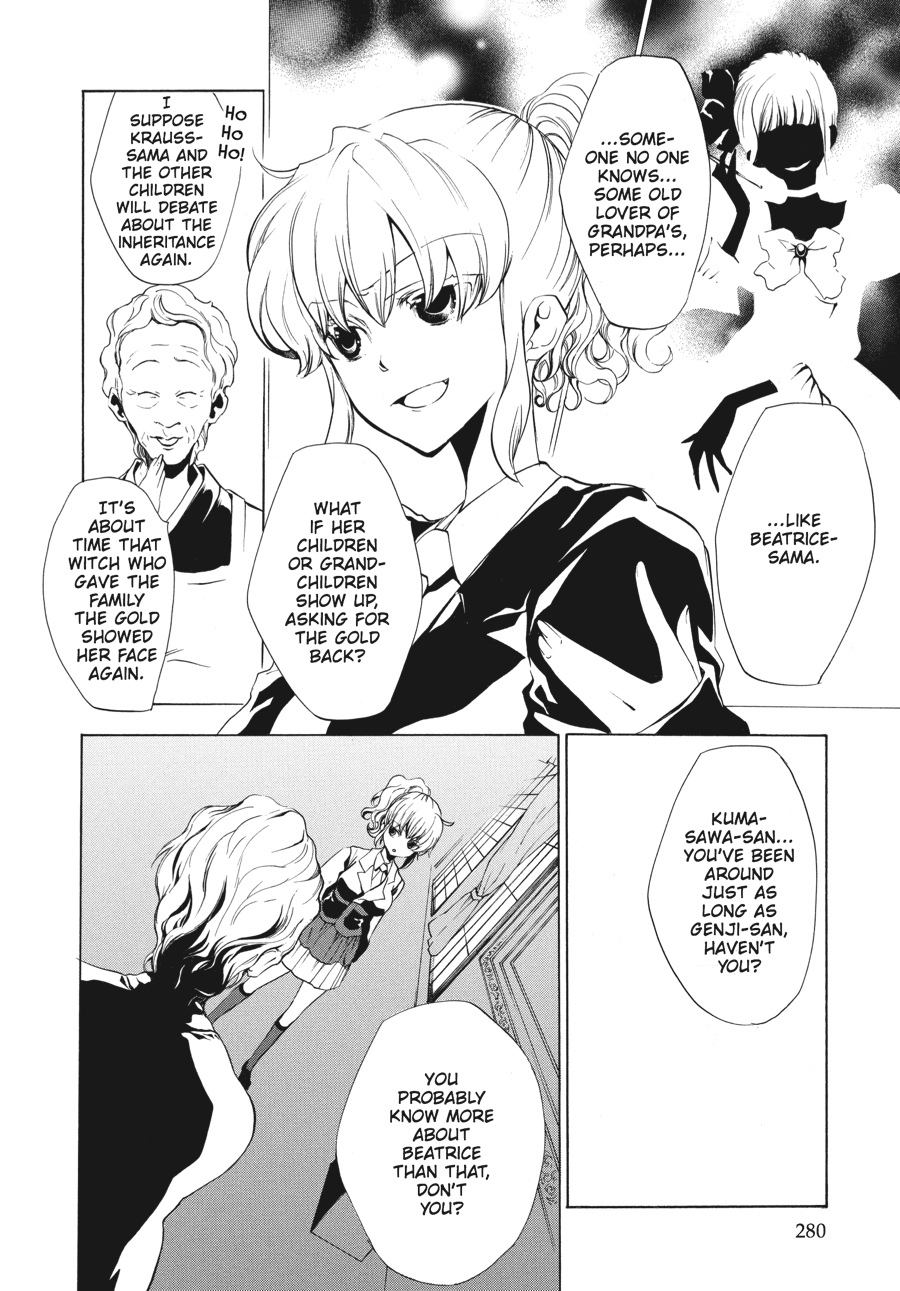 ...SOME-
ONE NO ONE
KNOWS...
SOME OLD
LOVER OF
GRANDPA'S,
PERHAPS...
...LIKE
BEATRICE-
SAMA.
WHAT
IF HER
CHILDREN
OR GRAND-
CHILDREN
SHOW UP,
ASKING FOR
THE GOLD
BACK?
HO
HO
HO!
I
SUPPOSE
KRAUSS-
SAMA AND
THE OTHER
CHILDREN
WILL DEBATE
ABOUT THE
INHERITANCE
AGAIN.
IT'S
ABOUT
TIME THAT
WITCH WHO
GAVE THE
FAMILY
THE GOLD
SHOWED
HER FACE
AGAIN.
KUMA-
SAWA-SAN...
YOU'VE BEEN
AROUND
JUST AS
LONG AS
GENJI-SAN,
HAVEN'T
YOU?
YOU
PROBABLY
KNOW MORE
ABOUT
BEATRICE
THAN THAT,
DON'T
YOU?
280